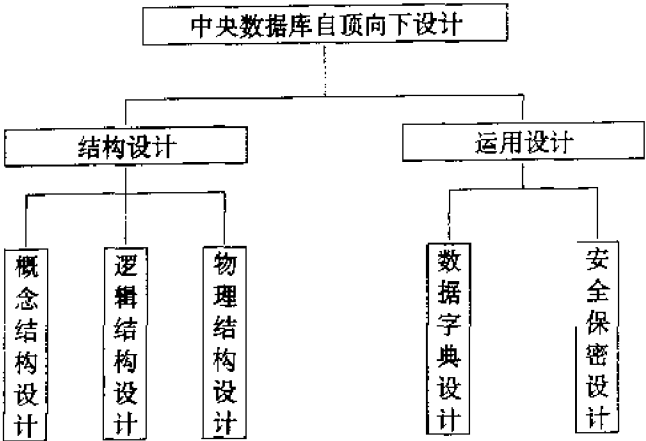 中央数据库自顶向下设计
结构设计
运用设计
概念结构设计
逻辑结构设计
物理结构设计
数据字典设计
安全保密设计